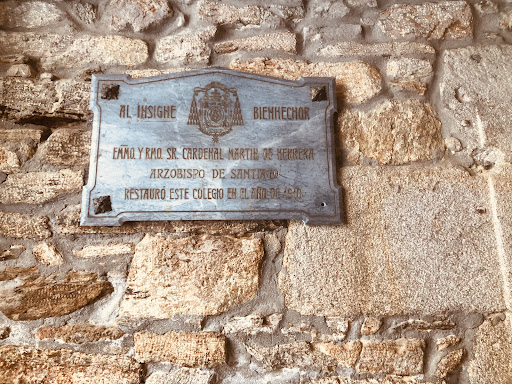 AL INSIGNE BIENHECHOR
EMMO. Y RMO. SR. CARDENAL MARTIN DE HERRERA
ARZOBISPO DE SANTIAGO
RESTAURÓ ESTE COLEGIO EN EL AÑO DE